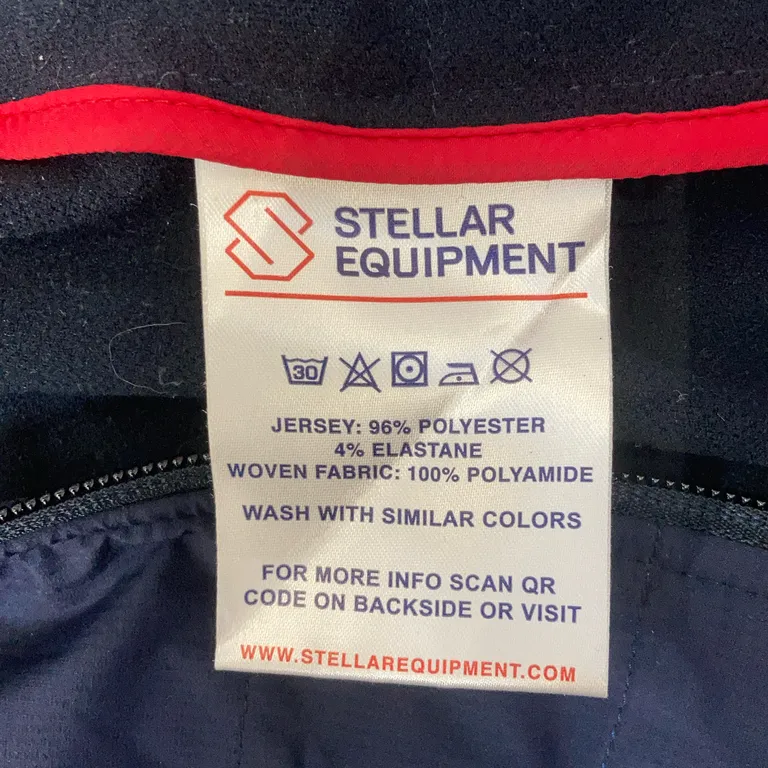 STELLAR
EQUIPMENT
30
JERSEY: 96% POLYESTER
4% ELASTANE
WOVEN FABRIC: 100% POLYAMIDE
WASH WITH SIMILAR COLORS
FOR MORE INFO SCAN QR
CODE ON BACKSIDE OR VISIT
WWW.STELLAREQUIPMENT.COM